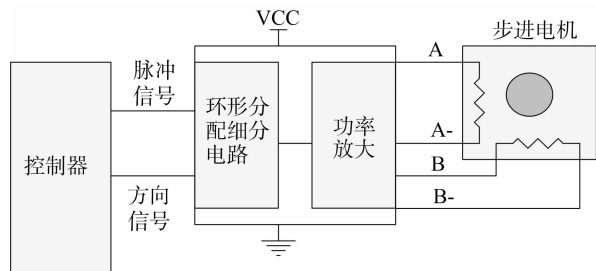 VCC
步进电机
脉冲
信号
环形分
配细分
电路
功率
放大
A
A-
B
B-
控制器
方向
信号